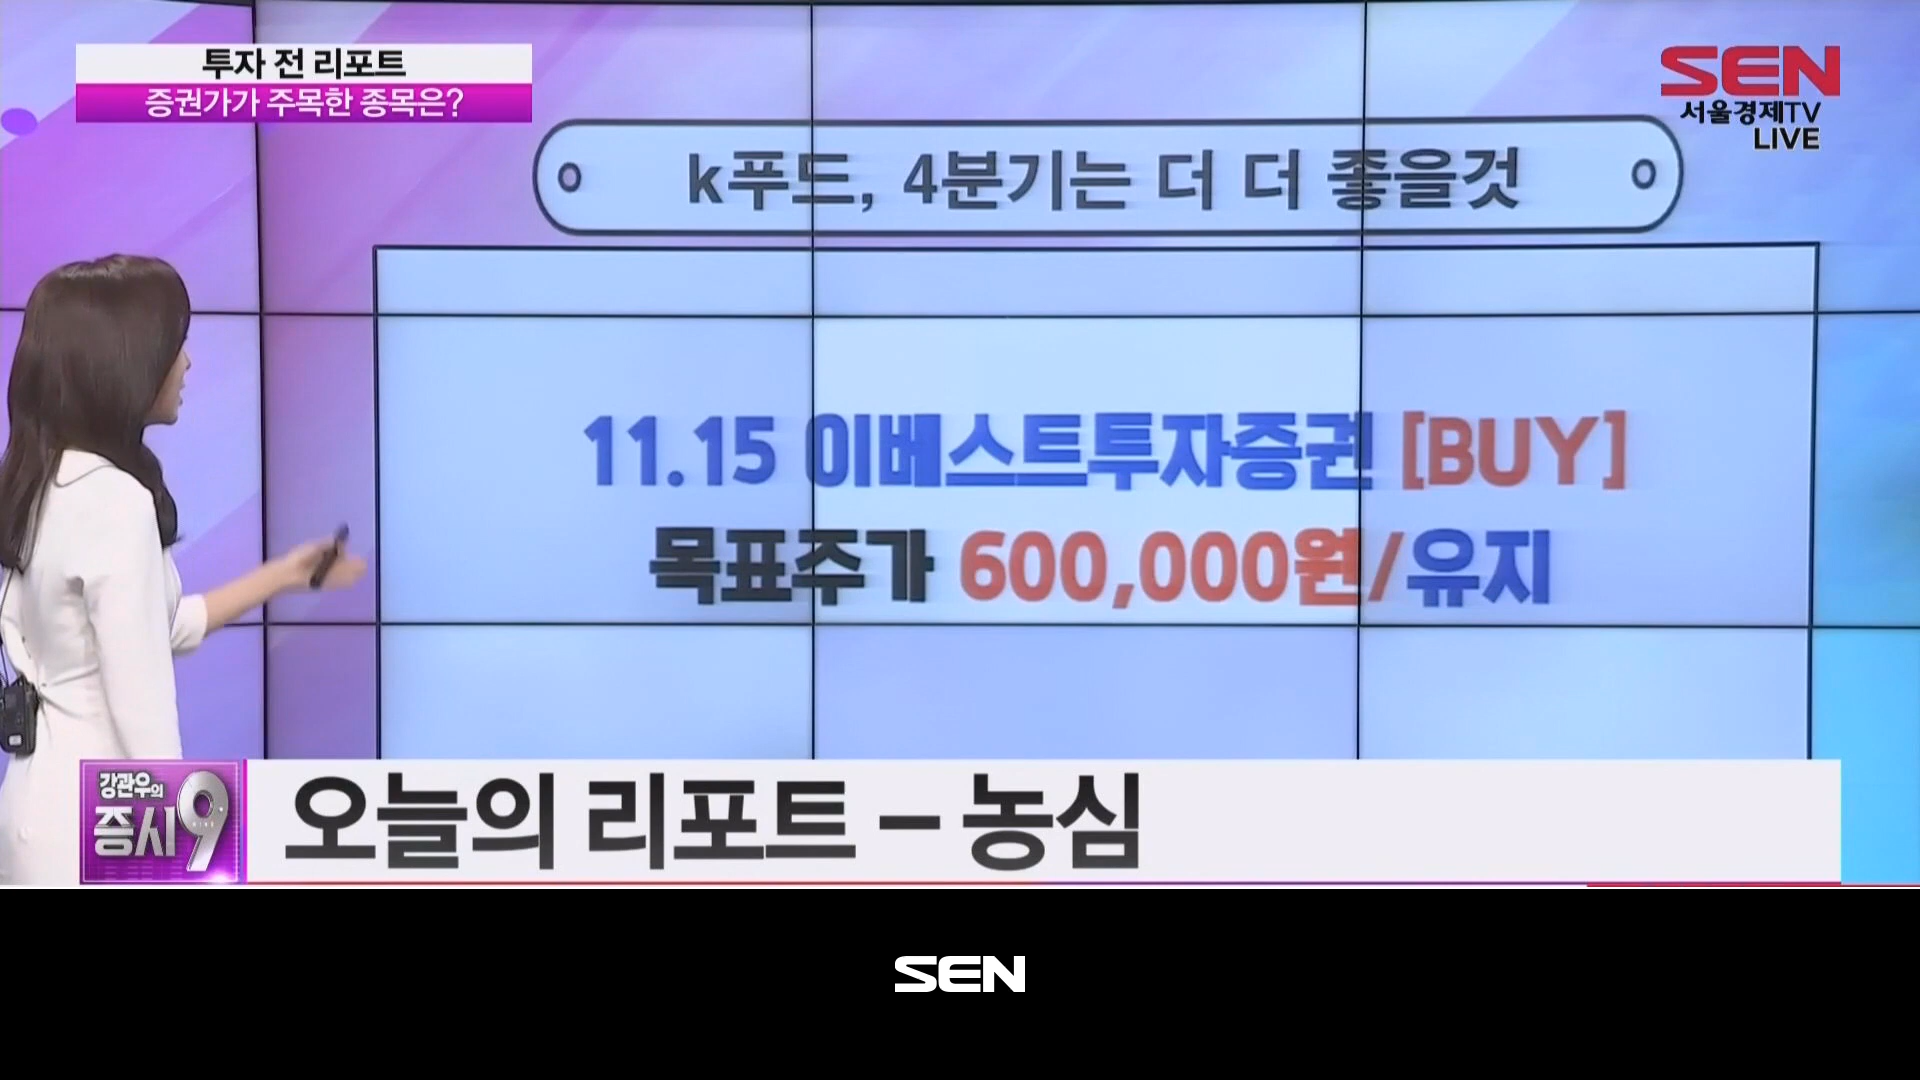 투자 전 리포트
증권가가 주목한 종목은?
SEN
서울경제TV
LIVE
k푸드, 4분기는 더 더 좋을것
11.15 이베스트투자증권 [BUY]
목표주가 600,000원/유지
강관우의
증시9
오늘의 리포트 – 농심
SEN